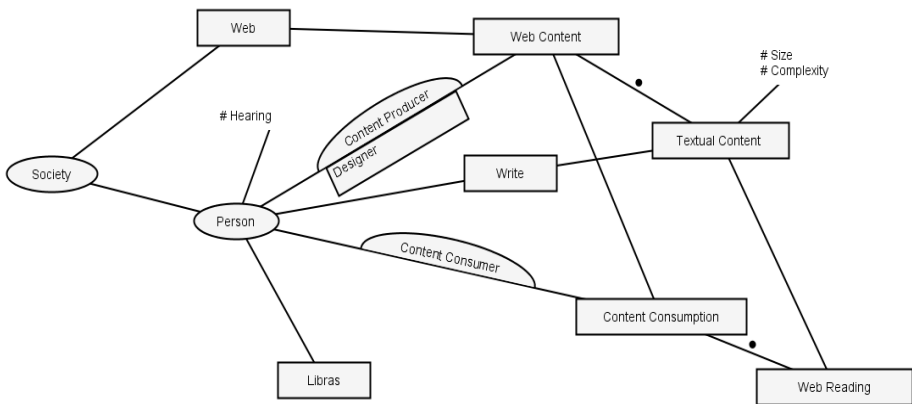 Web
Web Content
# Size
# Complexity
Content Producer
# Hearing
Designer
Textual Content
Society
Write
Person
Content Consumer
Content Consumption
Libras
Web Reading